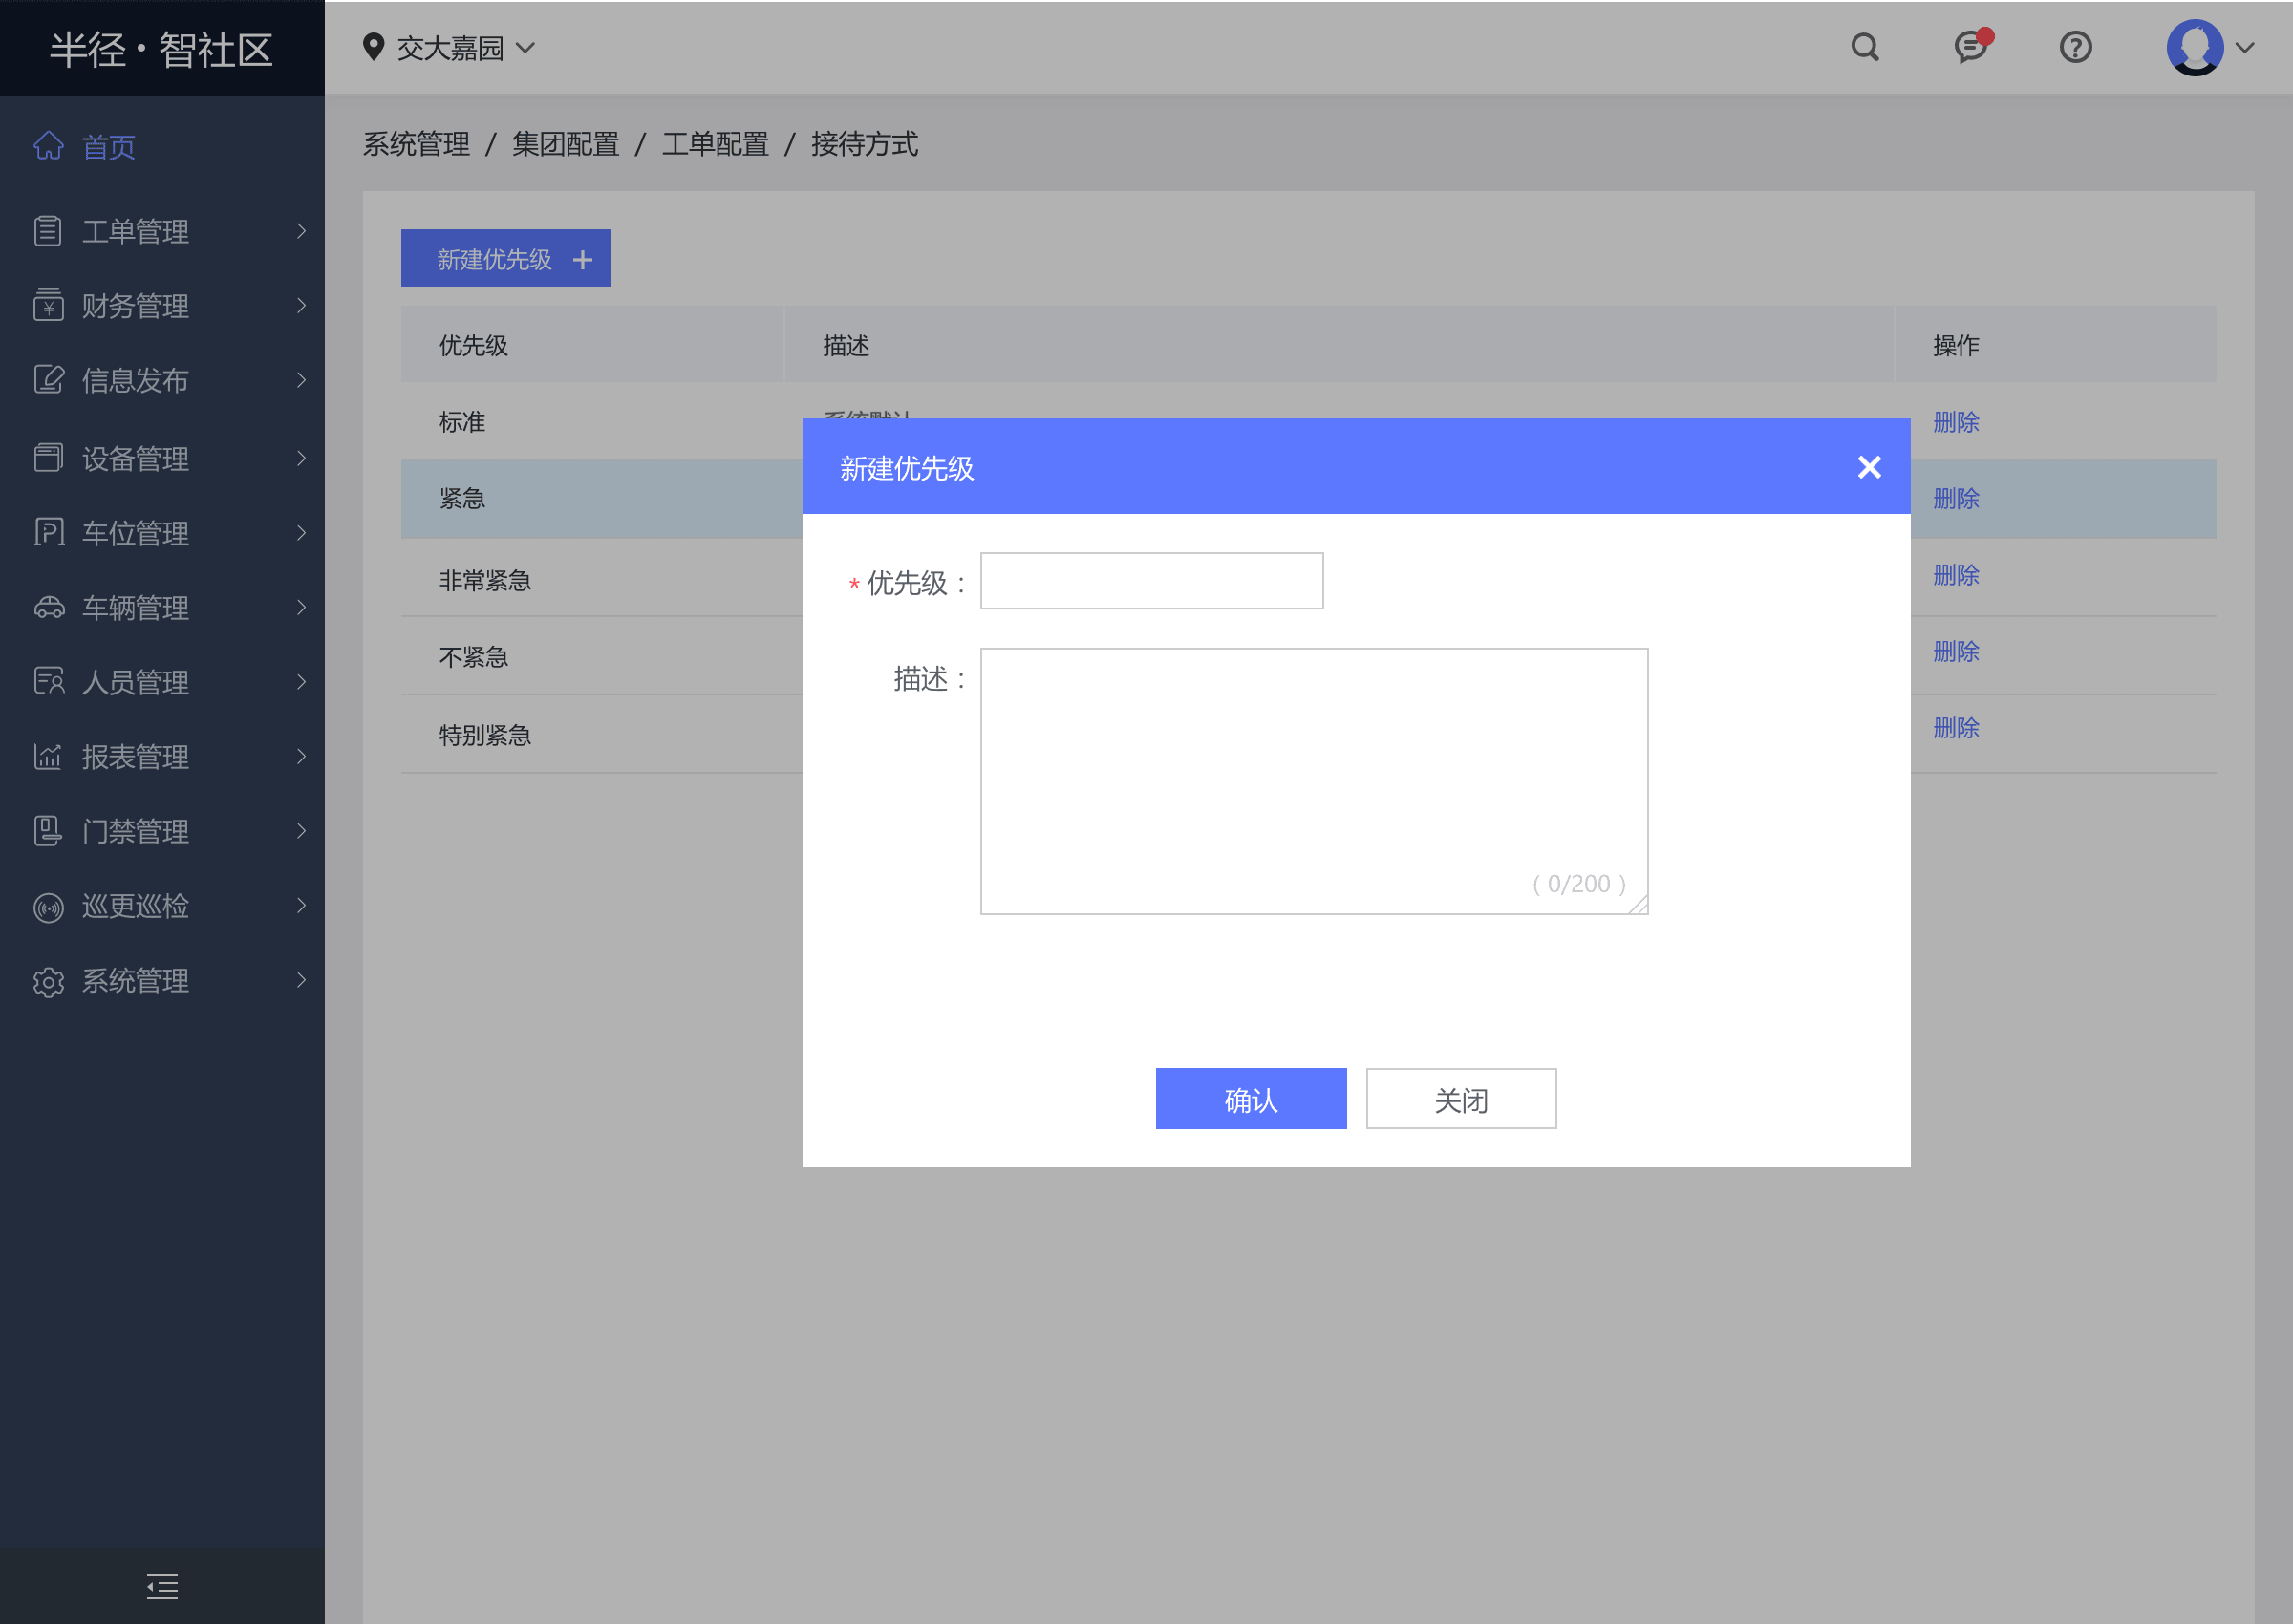 半径·智社区
交大嘉园
首页
工单管理
财务管理
信息发布
设备管理
车位管理
车辆管理
人员管理
报表管理
门禁管理
巡更巡检
系统管理
系统管理 / 集团配置 / 工单配置 / 接待方式
新建优先级 +
优先级 描述 操作
标准 系统默认 删除
紧急 删除
非常紧急 删除
不紧急 删除
特别紧急 删除
新建优先级
* 优先级：
描述：
（0/200）
确认 关闭